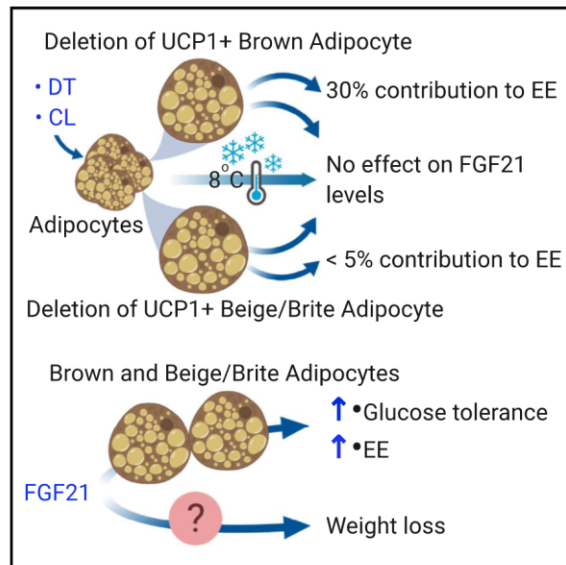 Deletion of UCP1+ Brown Adipocyte
• DT
• CL
30% contribution to EE
8°C
No effect on FGF21
levels
Adipocytes
< 5% contribution to EE
Deletion of UCP1+ Beige/Brite Adipocyte
Brown and Beige/Brite Adipocytes
↑•Glucose tolerance
↑•EE
FGF21
?
Weight loss